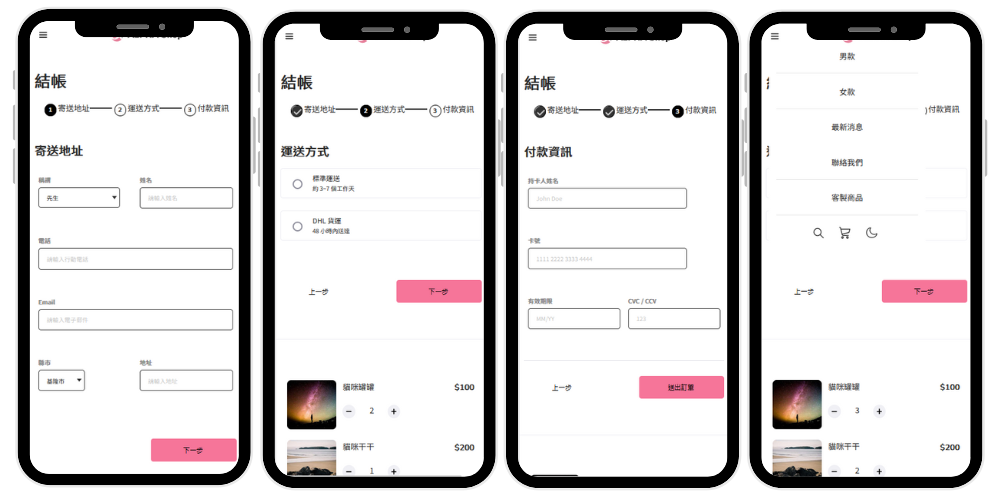 結帳
1 寄送地址 2 運送方式 3 付款資訊
寄送地址
稱謂 姓名
先生 請輸入姓名
電話
請輸入行動電話
Email
請輸入電子郵件
縣市 地址
基隆市 請輸入地址
下一步
結帳
寄送地址 2 運送方式 3 付款資訊
運送方式
標準運送
約 3~7 個工作天
DHL 貨運
48 小時內送達
上一步 下一步
貓咪罐罐 $100
− 2 +
貓咪干干 $200
− 1 +
結帳
寄送地址 運送方式 3 付款資訊
付款資訊
持卡人姓名
John Doe
卡號
1111 2222 3333 4444
有效期限 CVC / CCV
MM/YY 223
上一步 送出訂單
男款
女款
最新消息
聯絡我們
客製商品
付款資訊
上一步 下一步
貓咪罐罐 $100
− 3 +
貓咪干干 $200
− 2 +